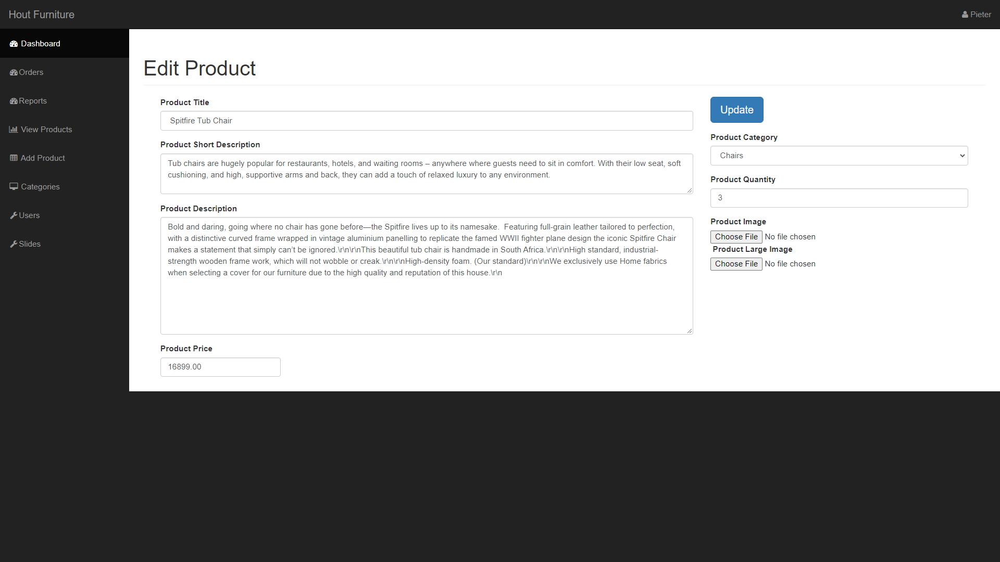 Hout Furniture
Pieter
Dashboard
Orders
Reports
View Products
Add Product
Categories
Users
Slides
Edit Product
Product Title
Spitfire Tub Chair
Product Short Description
Tub chairs are hugely popular for restaurants, hotels, and waiting rooms – anywhere where guests need to sit in comfort. With their low seat, soft
cushioning, and high, supportive arms and back, they can add a touch of relaxed luxury to any environment.
Product Description
Bold and daring, going where no chair has gone before—the Spitfire lives up to its namesake.  Featuring full-grain leather tailored to perfection,
with a distinctive curved frame wrapped in vintage aluminium panelling to replicate the famed WWII fighter plane design the iconic Spitfire Chair
makes a statement that simply can’t be ignored.\r\n\r\nThis beautiful tub chair is handmade in South Africa.\r\n\r\nHigh standard, industrial-
strength wooden frame work, which will not wobble or creak.\r\n\r\nHigh-density foam. (Our standard)\r\n\r\nWe exclusively use Home fabrics
when selecting a cover for our furniture due to the high quality and reputation of this house.\r\n
Product Price
16899.00
Update
Product Category
Chairs
Product Quantity
3
Product Image
Choose File No file chosen
Product Large Image
Choose File No file chosen